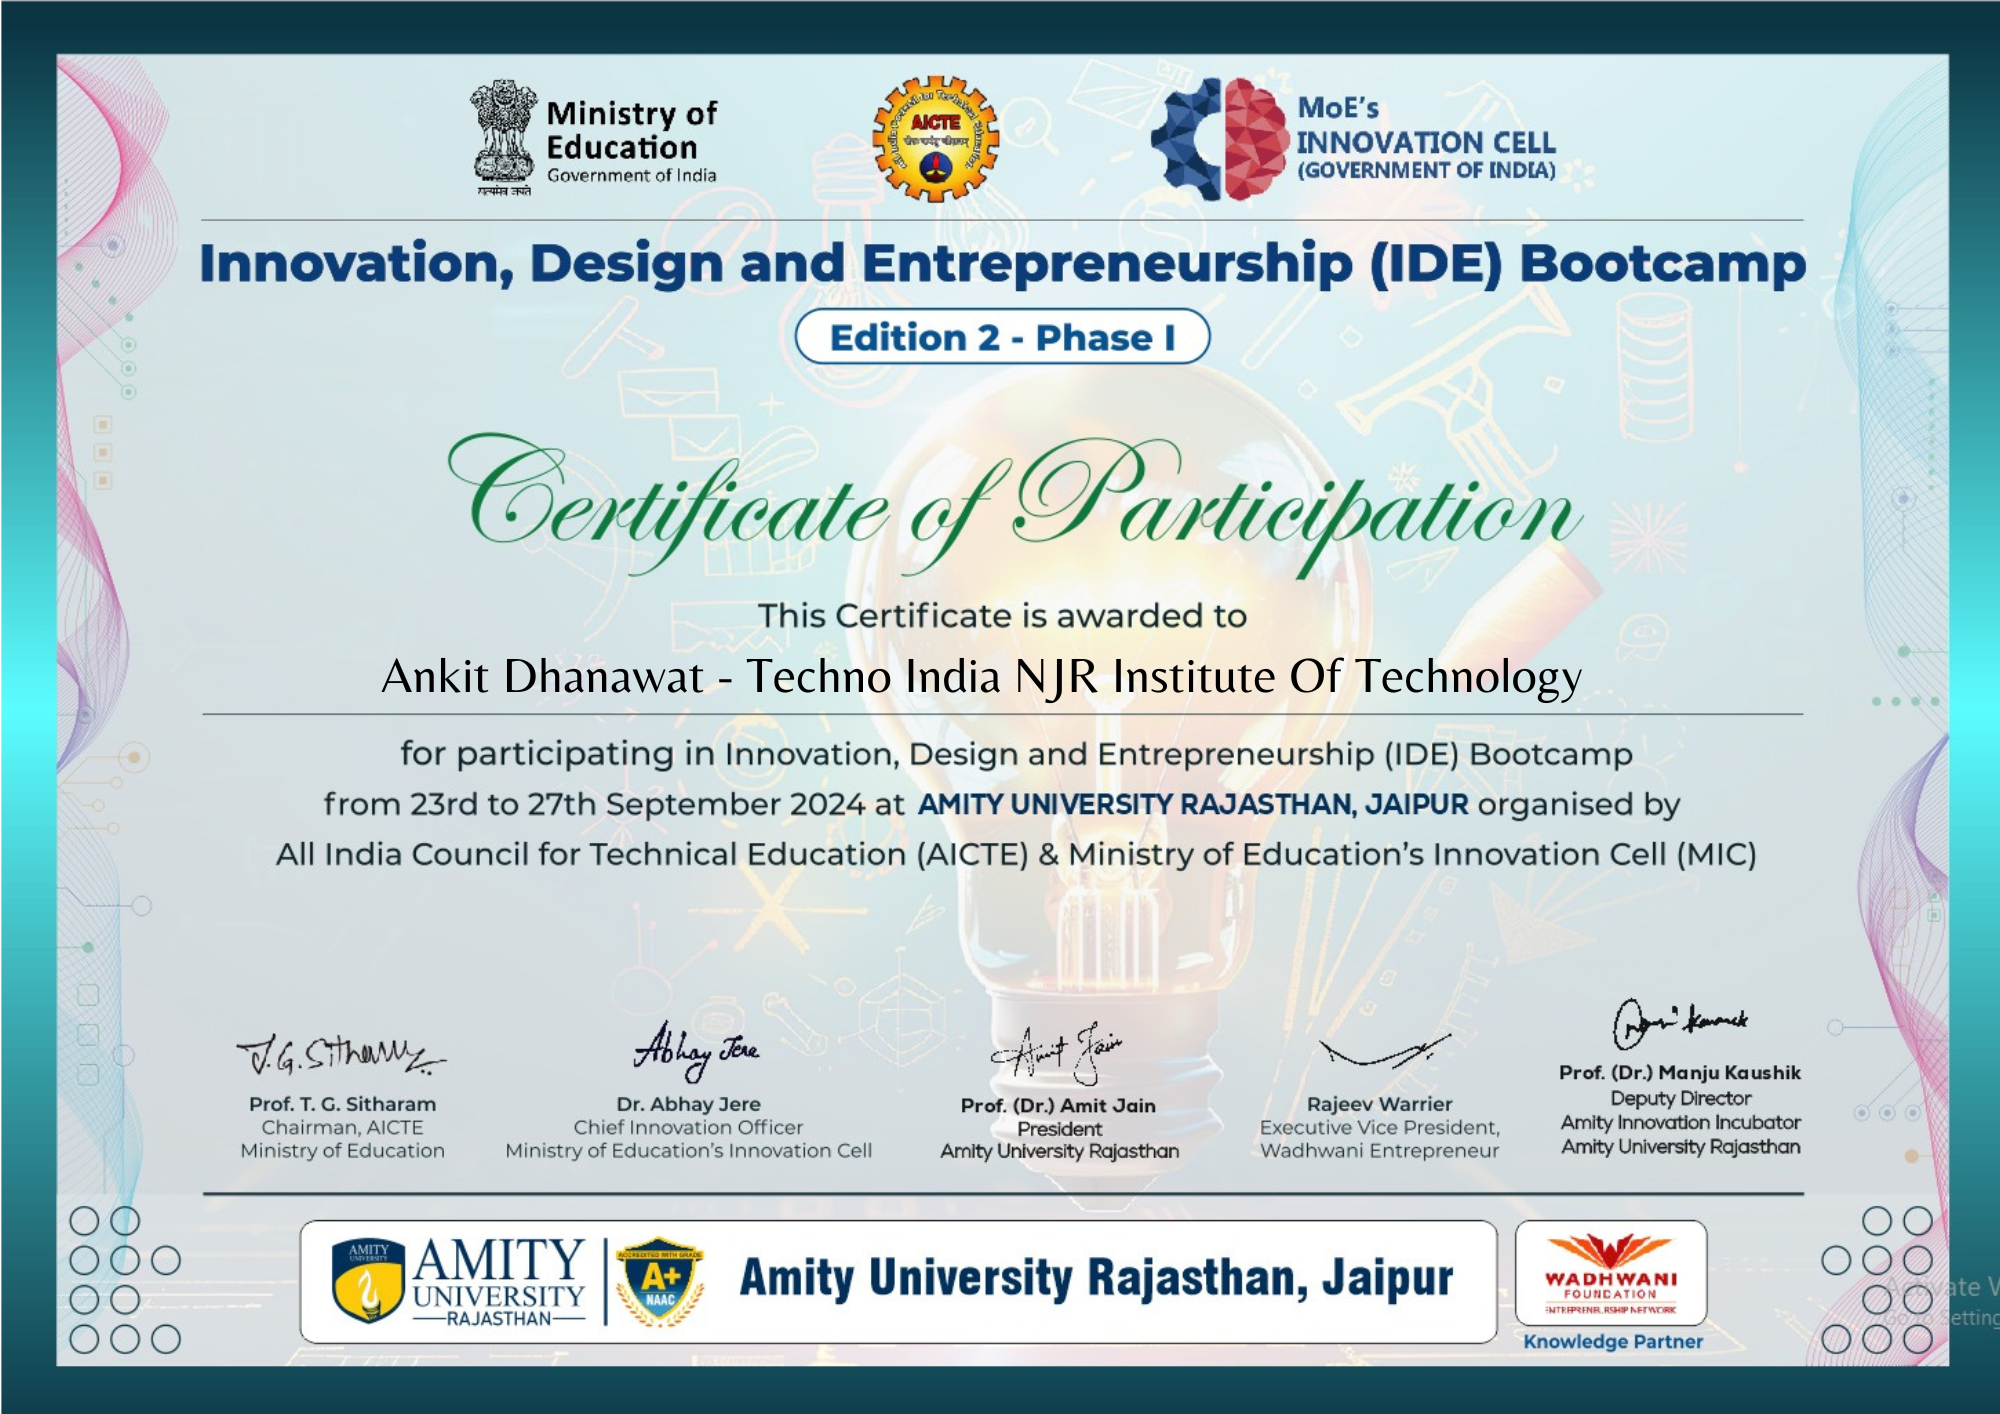 Ministry of
Education
Government of India
सत्यमेव जयते
All India Council for Technical Education
AICTE
MoE's
INNOVATION CELL
(GOVERNMENT OF INDIA)
Innovation, Design and Entrepreneurship (IDE) Bootcamp
Edition 2 - Phase I
Certificate of Participation
This Certificate is awarded to
Ankit Dhanawat - Techno India NJR Institute Of Technology
for participating in Innovation, Design and Entrepreneurship (IDE) Bootcamp
from 23rd to 27th September 2024 at AMITY UNIVERSITY RAJASTHAN, JAIPUR organised by
All India Council for Technical Education (AICTE) & Ministry of Education's Innovation Cell (MIC)
T.G.Sitharam
Abhay Jere
Amit Jain
Prof. T. G. Sitharam
Chairman, AICTE
Ministry of Education
Dr. Abhay Jere
Chief Innovation Officer
Ministry of Education's Innovation Cell
Prof. (Dr.) Amit Jain
President
Amity University Rajasthan
Rajeev Warrier
Executive Vice President,
Wadhwani Entrepreneur
Prof. (Dr.) Manju Kaushik
Deputy Director
Amity Innovation Incubator
Amity University Rajasthan
AMITY
UNIVERSITY
AMITY
UNIVERSITY
RAJASTHAN
ACCREDITED WITH GRADE
A+
NAAC
Amity University Rajasthan, Jaipur
WADHWANI
FOUNDATION
ENTREPRENEURSHIP NETWORK
Knowledge Partner
Activate W
Go to Setting